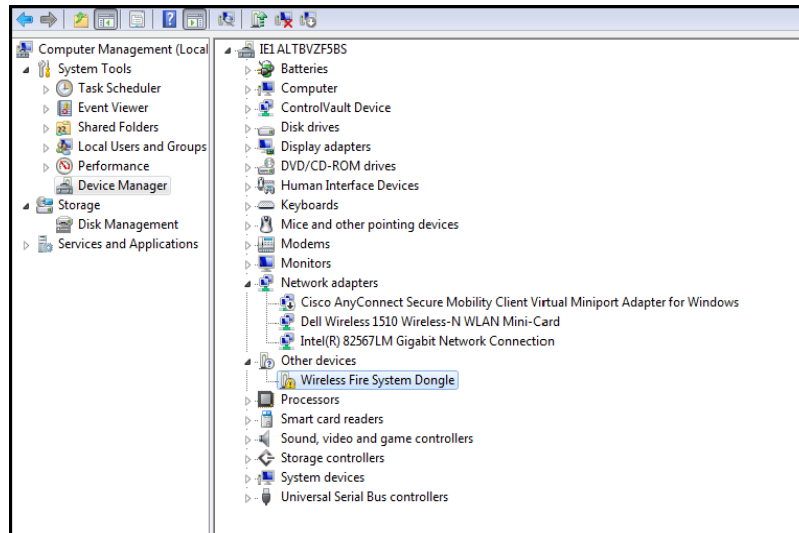 Computer Management (Local
System Tools
Task Scheduler
Event Viewer
Shared Folders
Local Users and Groups
Performance
Device Manager
Storage
Disk Management
Services and Applications
IE1ALTBVZF5BS
Batteries
Computer
ControlVault Device
Disk drives
Display adapters
DVD/CD-ROM drives
Human Interface Devices
Keyboards
Mice and other pointing devices
Modems
Monitors
Network adapters
Cisco AnyConnect Secure Mobility Client Virtual Miniport Adapter for Windows
Dell Wireless 1510 Wireless-N WLAN Mini-Card
Intel(R) 82567LM Gigabit Network Connection
Other devices
Wireless Fire System Dongle
Processors
Smart card readers
Sound, video and game controllers
Storage controllers
System devices
Universal Serial Bus controllers